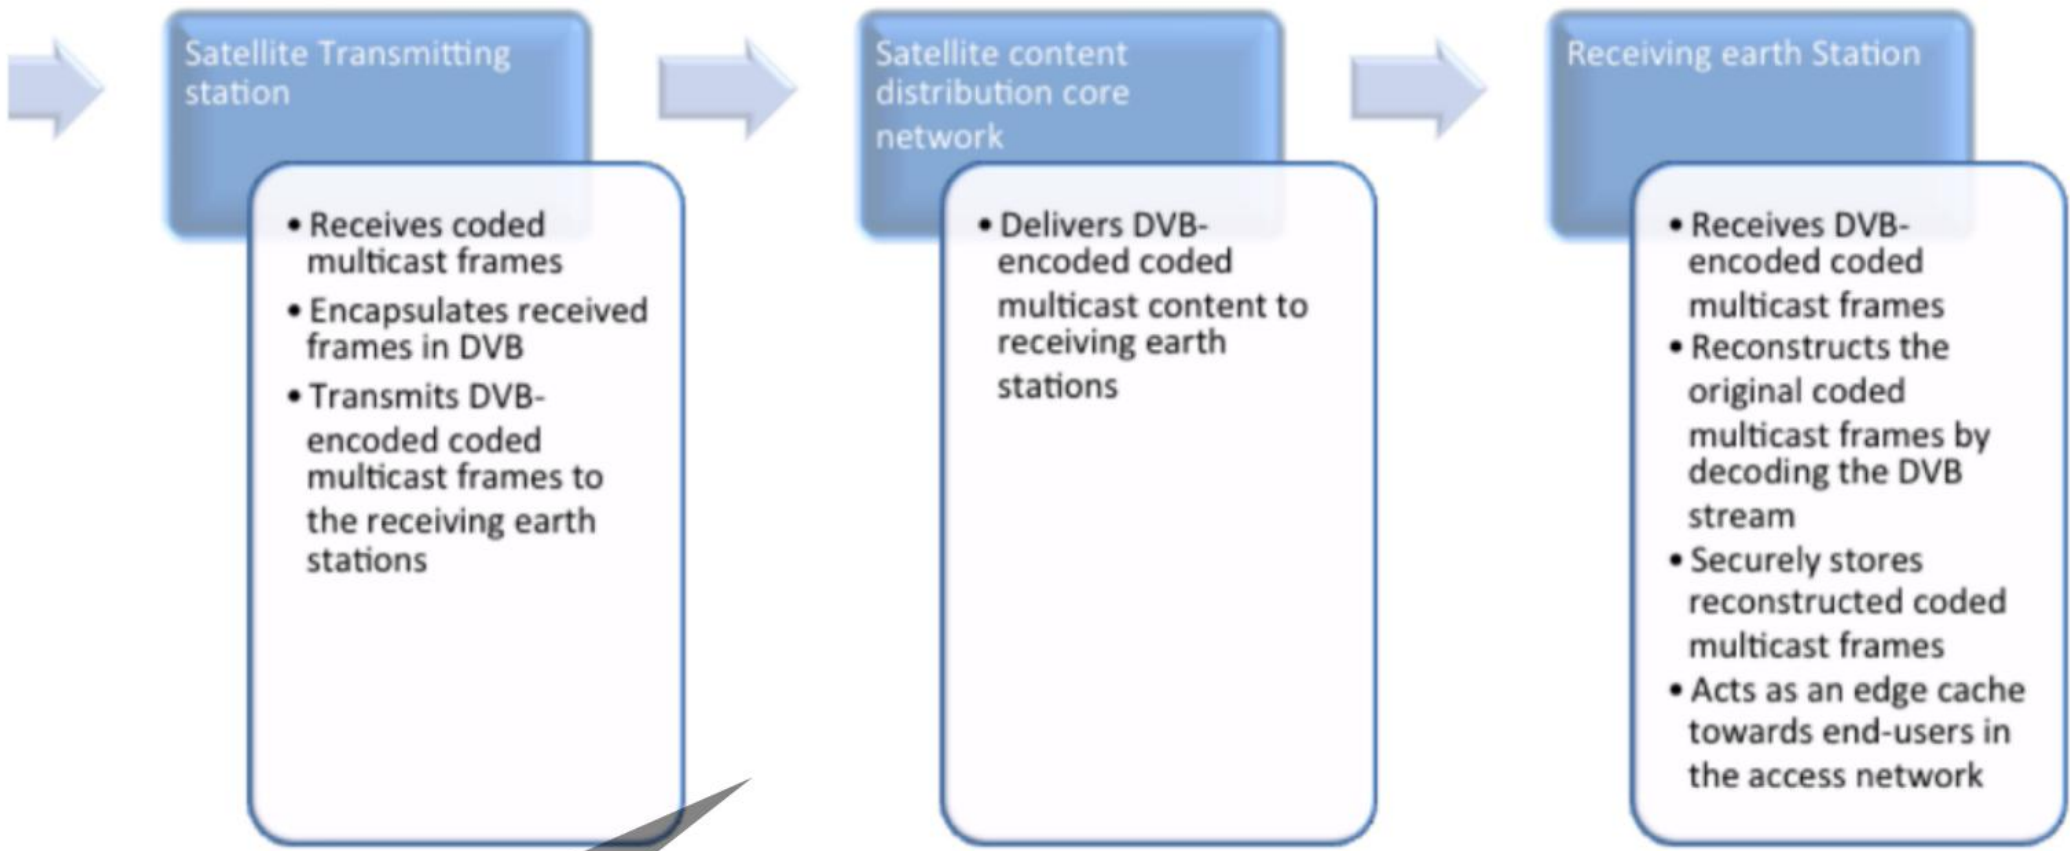 Satellite Transmitting
station
• Receives coded
multicast frames
• Encapsulates received
frames in DVB
• Transmits DVB-
encoded coded
multicast frames to
the receiving earth
stations
Satellite content
distribution core
network
• Delivers DVB-
encoded coded
multicast content to
receiving earth
stations
Receiving earth Station
• Receives DVB-
encoded coded
multicast frames
• Reconstructs the
original coded
multicast frames by
decoding the DVB
stream
• Securely stores
reconstructed coded
multicast frames
• Acts as an edge cache
towards end-users in
the access network